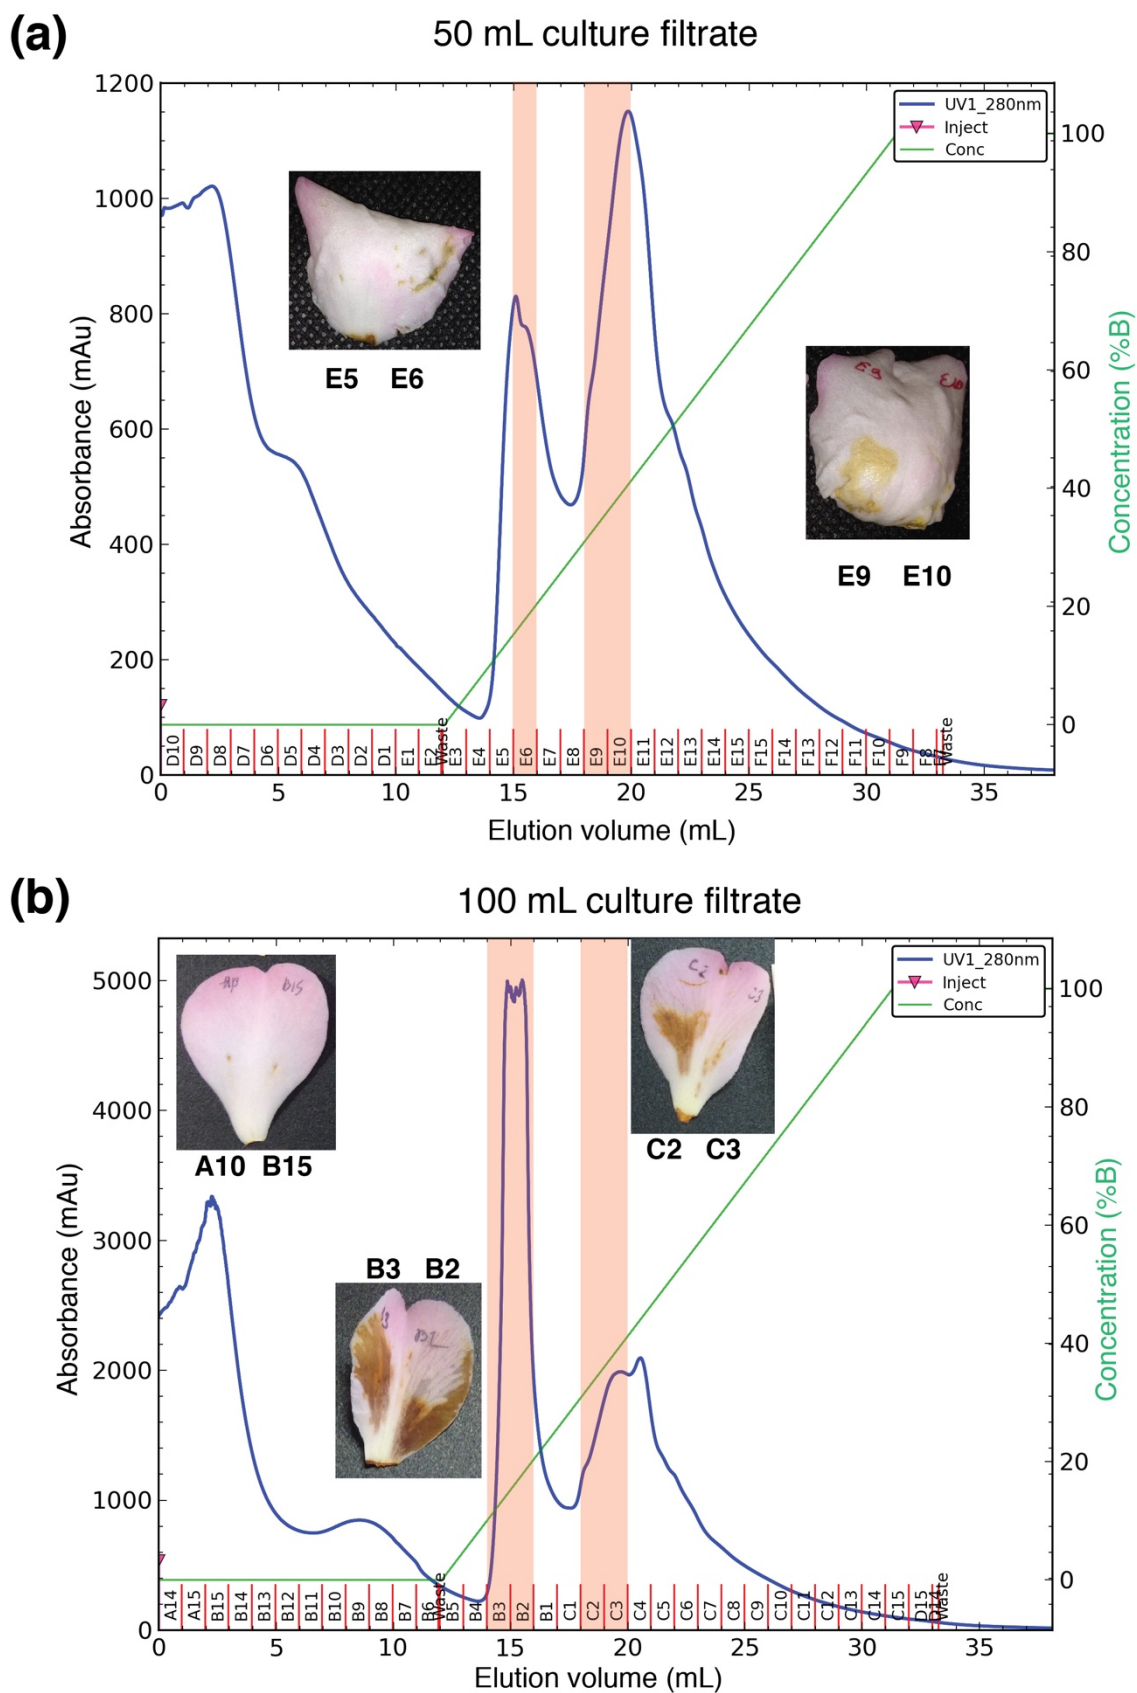 (a)
50 mL culture filtrate
1200
1000
800
600
400
200
0
Absorbance (mAu)
UV1_280nm
Inject
Conc
100
80
60
40
20
0
Concentration (%B)
E5 E6
E9 E10
E9 E10
D10 D9 D8 D7 D6 D5 D4 D3 D2 D1 E1 E2 Waste E3 E4 E5 E6 E7 E8 E9 E10 E11 E12 E13 E14 E15 F15 F14 F13 F12 F11 F10 F9 F8 F7 Waste
0 5 10 15 20 25 30 35
Elution volume (mL)
(b)
100 mL culture filtrate
5000
4000
3000
2000
1000
0
Absorbance (mAu)
UV1_280nm
Inject
Conc
100
80
60
40
20
0
Concentration (%B)
B15
A10 B15
C2 C3
C2 C3
B3 B2
A14 A15 B15 B14 B13 B12 B11 B10 B9 B8 B7 B6 Waste B5 B4 B3 B2 B1 C1 C2 C3 C4 C5 C6 C7 C8 C9 C10 C11 C12 C13 C14 C15 D15 D14 Waste
0 5 10 15 20 25 30 35
Elution volume (mL)